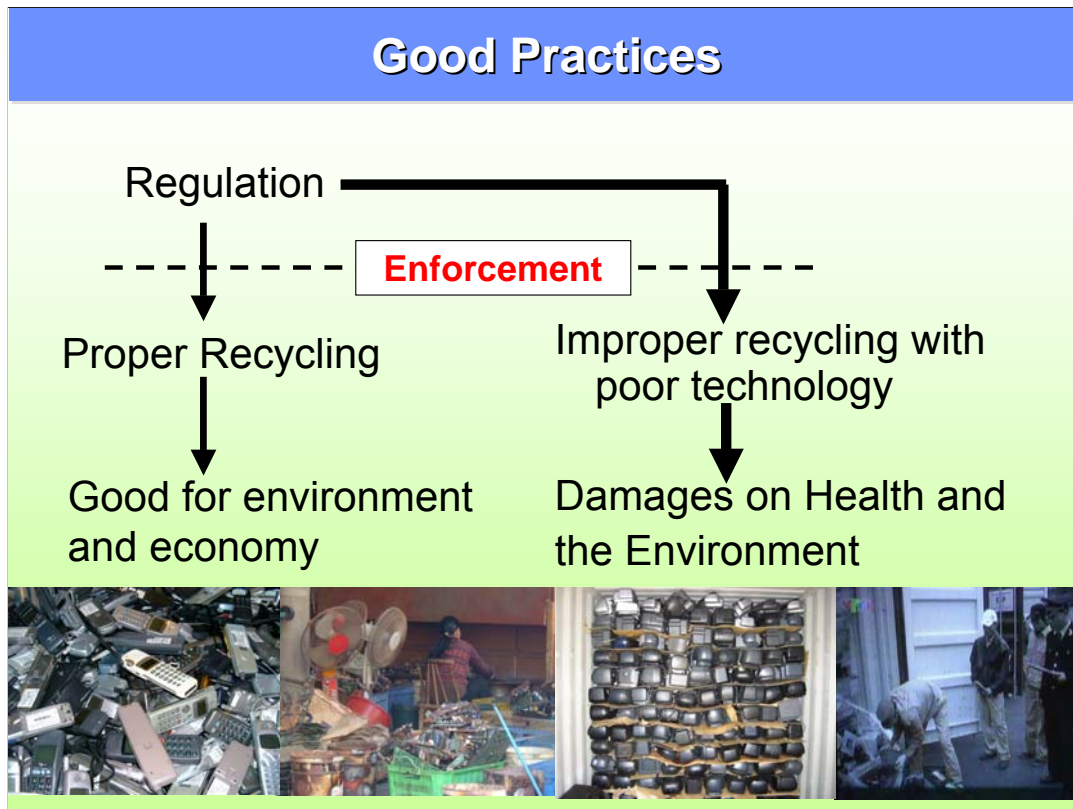 Good Practices
Regulation
Enforcement
Proper Recycling
Improper recycling with
poor technology
Good for environment
and economy
Damages on Health and
the Environment